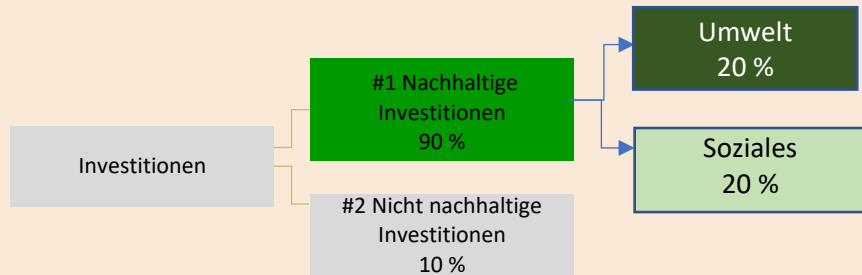 Investitionen
#1 Nachhaltige
Investitionen
90 %
#2 Nicht nachhaltige
Investitionen
10 %
Umwelt
20 %
Soziales
20 %